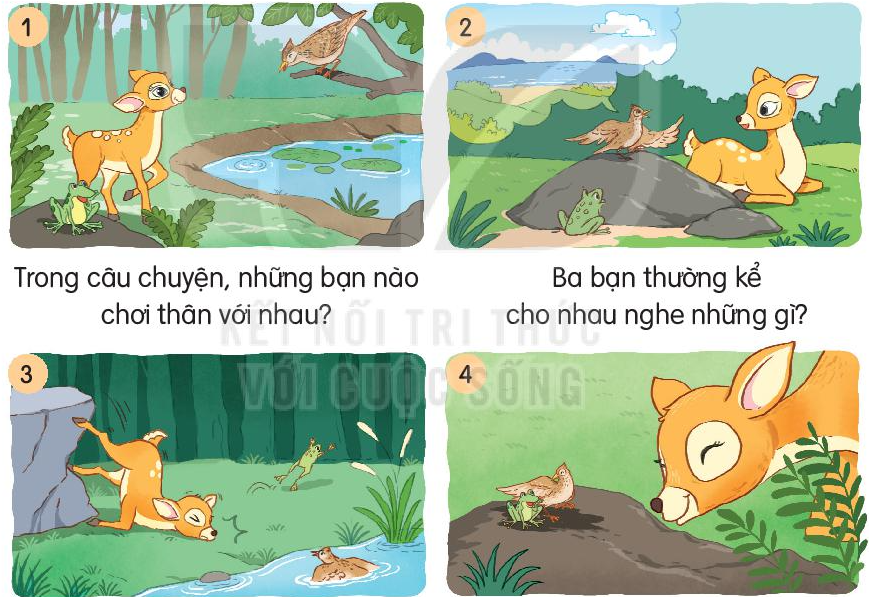 1
2
Trong câu chuyện, những bạn nào
chơi thân với nhau?
Ba bạn thường kể
cho nhau nghe những gì?
KẾT NỐI TRI THỨC
VỚI CUỘC SỐNG
3
4